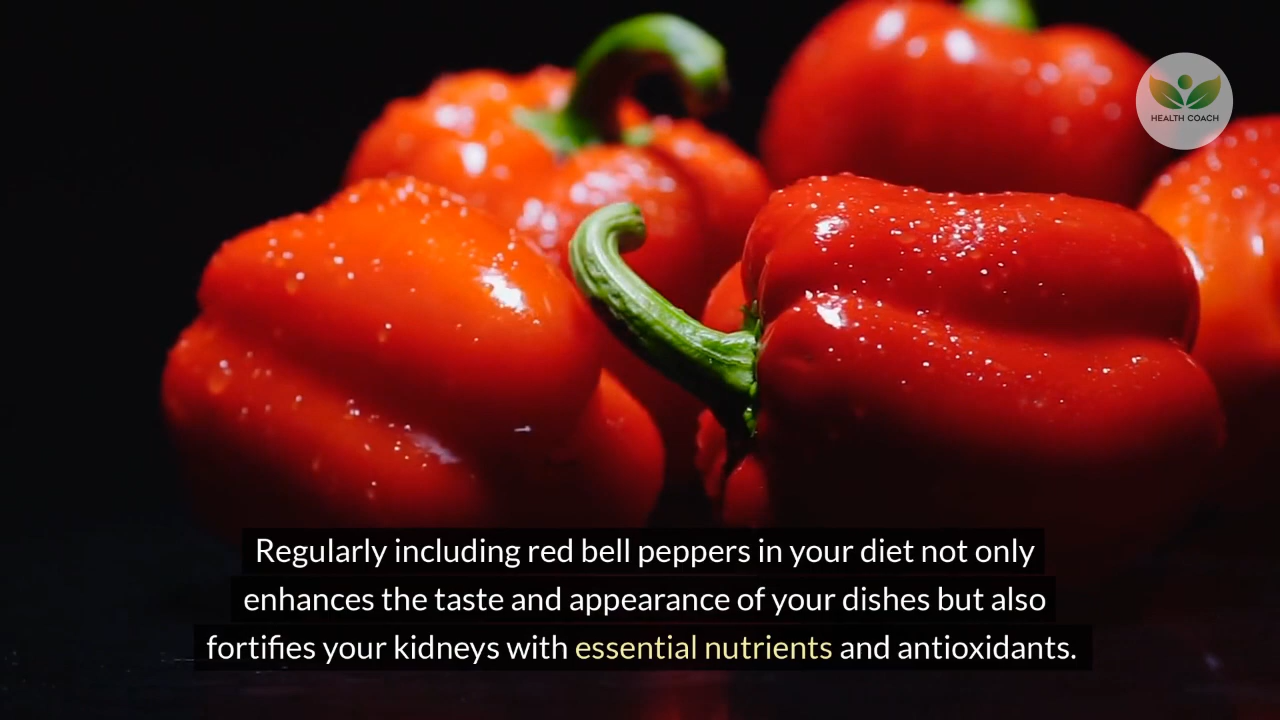 HEALTH COACH
Regularly including red bell peppers in your diet not only
enhances the taste and appearance of your dishes but also
fortifies your kidneys with essential nutrients and antioxidants.